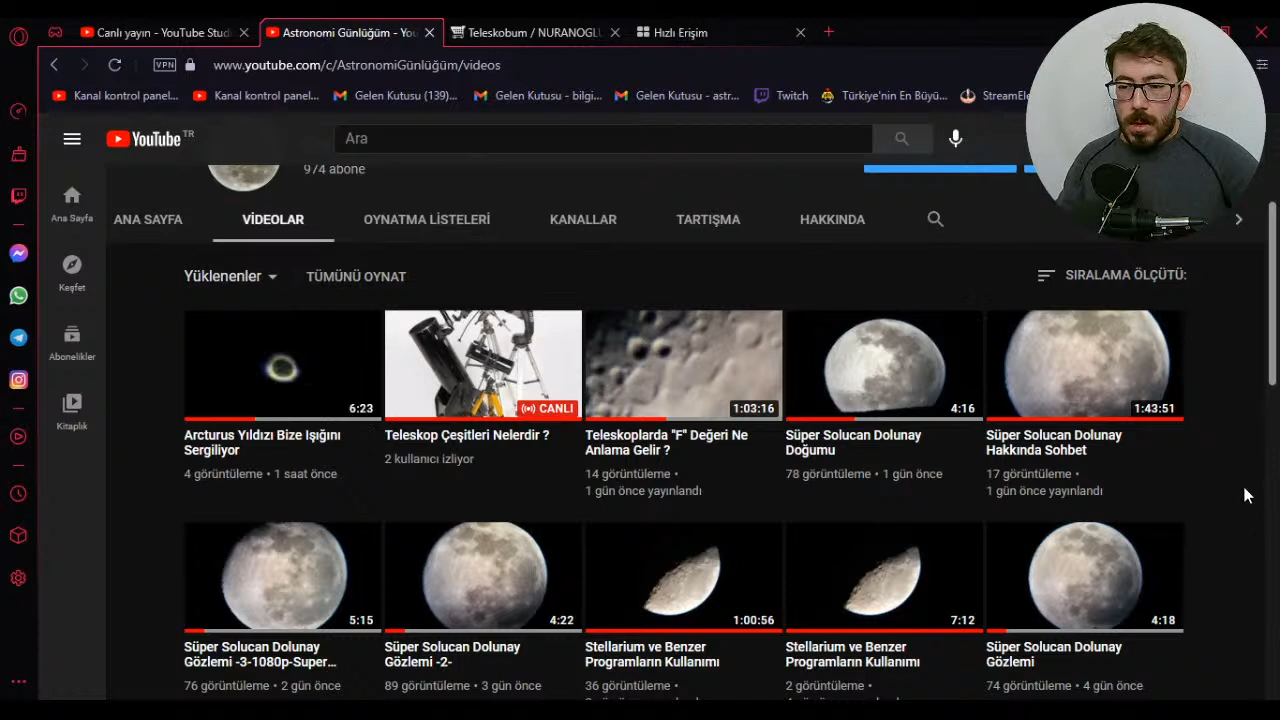 Canlı yayın - YouTube Studi
Astronomi Günlüğüm - You
Teleskobum / NURANOGLU
Hızlı Erişim
VPN
www.youtube.com/c/AstronomiGünlüğüm/videos
Kanal kontrol panel...
Kanal kontrol panel...
Gelen Kutusu (139)...
Gelen Kutusu - bilgi...
Gelen Kutusu - astr...
Twitch
Türkiye'nin En Büyü...
StreamEle
YouTube TR
Ara
974 abone
Ana Sayfa
Keşfet
Abonelikler
Kitaplık
ANA SAYFA
VİDEOLAR
OYNATMA LİSTELERİ
KANALLAR
TARTIŞMA
HAKKINDA
Yüklenenler
TÜMÜNÜ OYNAT
SIRALAMA ÖLÇÜTÜ:
6:23
Arcturus Yıldızı Bize Işığını
Sergiliyor
4 görüntüleme • 1 saat önce
CANLI
Teleskop Çeşitleri Nelerdir ?
2 kullanıcı izliyor
1:03:16
Teleskoplarda "F" Değeri Ne
Anlama Gelir ?
14 görüntüleme •
1 gün önce yayınlandı
4:16
Süper Solucan Dolunay
Doğumu
78 görüntüleme • 1 gün önce
1:43:51
Süper Solucan Dolunay
Hakkında Sohbet
17 görüntüleme •
1 gün önce yayınlandı
5:15
Süper Solucan Dolunay
Gözlemi -3-1080p-Super...
76 görüntüleme • 2 gün önce
4:22
Süper Solucan Dolunay
Gözlemi -2-
89 görüntüleme • 3 gün önce
1:00:56
Stellarium ve Benzer
Programların Kullanımı
36 görüntüleme •
7:12
Stellarium ve Benzer
Programların Kullanımı
2 görüntüleme •
4:18
Süper Solucan Dolunay
Gözlemi
74 görüntüleme • 4 gün önce